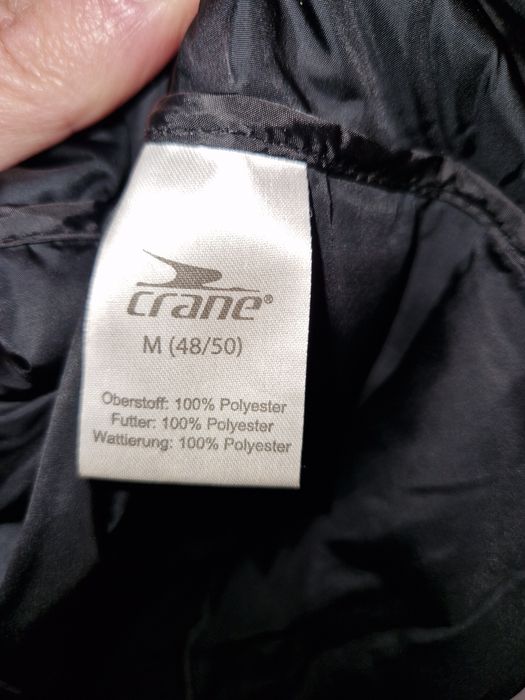 crane®
M (48/50)
Oberstoff: 100% Polyester
Futter: 100% Polyester
Wattierung: 100% Polyester